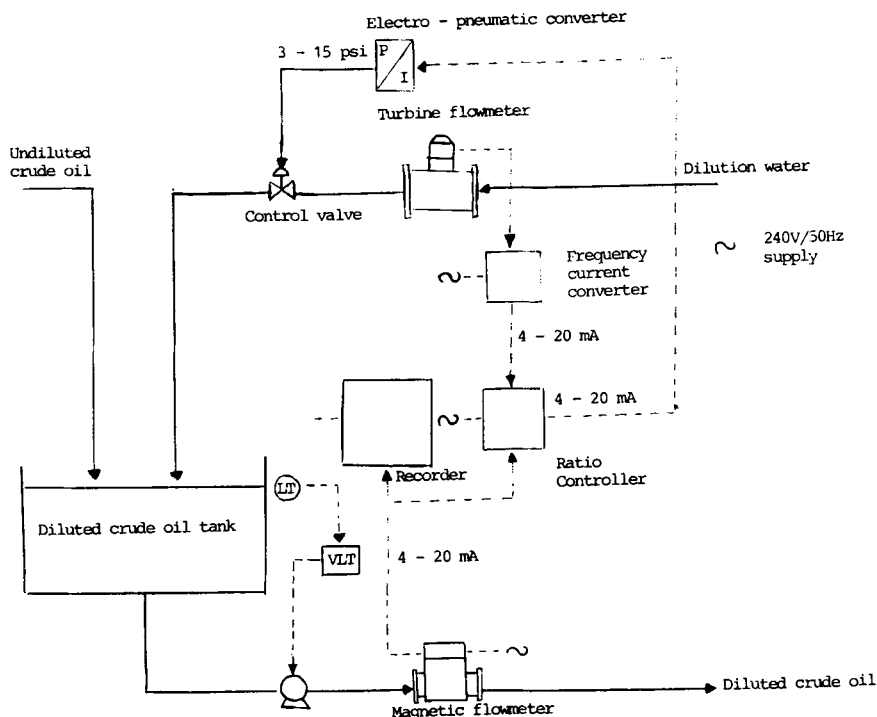 Electro - pneumatic converter
3 - 15 psi
P
I
Turbine flowmeter
Undiluted
crude oil
Dilution water
Control valve
240V/50Hz
supply
Frequency
current
converter
4 - 20 mA
4 - 20 mA
Recorder
Ratio
Controller
LT
Diluted crude oil tank
VLT
4 - 20 mA
Diluted crude oil
Magnetic flowmeter